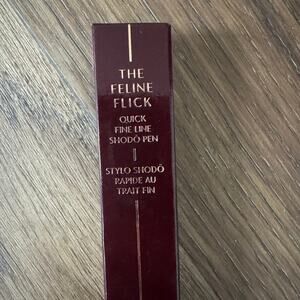 THE
FELINE
FLICK
QUICK
FINE LINE
SHODŌ PEN
STYLO SHODŌ
RAPIDE AU
TRAIT FIN